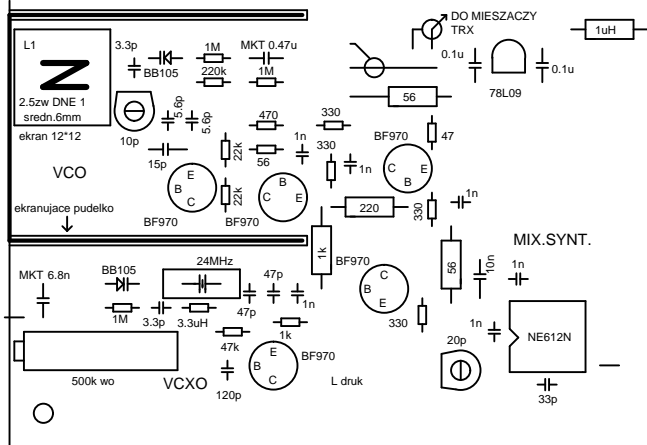 DO MIESZACZY
TRX
1uH
L1
3.3p
1M
MKT 0.47u
BB105
220k
1M
0.1u
0.1u
78L09
2.5zw DNE 1
sredn.6mm
ekran 12*12
10p
5.6p
5.6p
56
470
330
BF970
47
1n
330
22k
56
1n
15p
VCO
E
B
C
BF970
22k
B
C
E
BF970
C
B
E
1n
220
330
ekranujace pudelko
1k
MIX.SYNT.
BF970
56
10n
1n
24MHz
MKT 6.8n
BB105
47p
47p
1n
C
B
E
330
1M
3.3p
3.3uH
1k
47k
20p
1n
NE612N
E
B
C
BF970
500k wo
VCXO
120p
L druk
33p